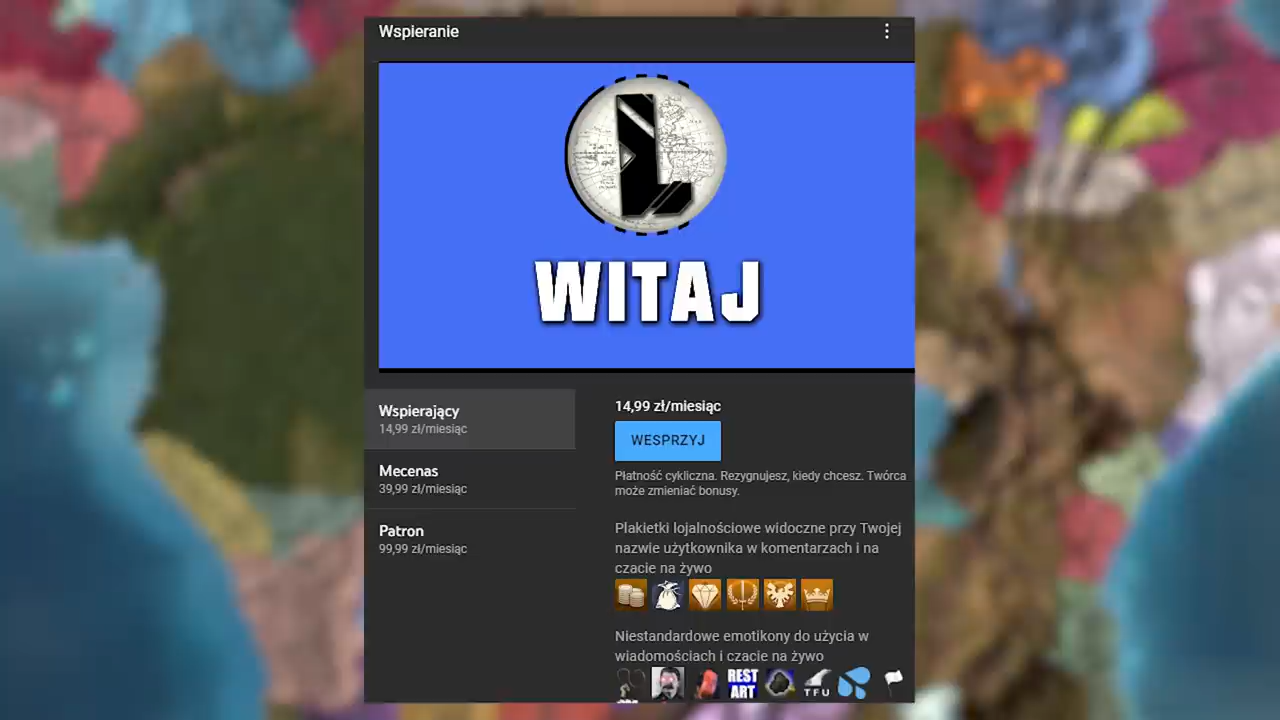 Wspieranie
Ł
WITAJ
Wspierający
14,99 zł/miesiąc
Mecenas
39,99 zł/miesiąc
Patron
99,99 zł/miesiąc
14,99 zł/miesiąc
WESPRZYJ
Płatność cykliczna. Rezygnujesz, kiedy chcesz. Twórca
może zmieniać bonusy.
Plakietki lojalnościowe widoczne przy Twojej
nazwie użytkownika w komentarzach i na
czacie na żywo
Niestandardowe emotikony do użycia w
wiadomościach i czacie na żywo
REST
ART
TFU